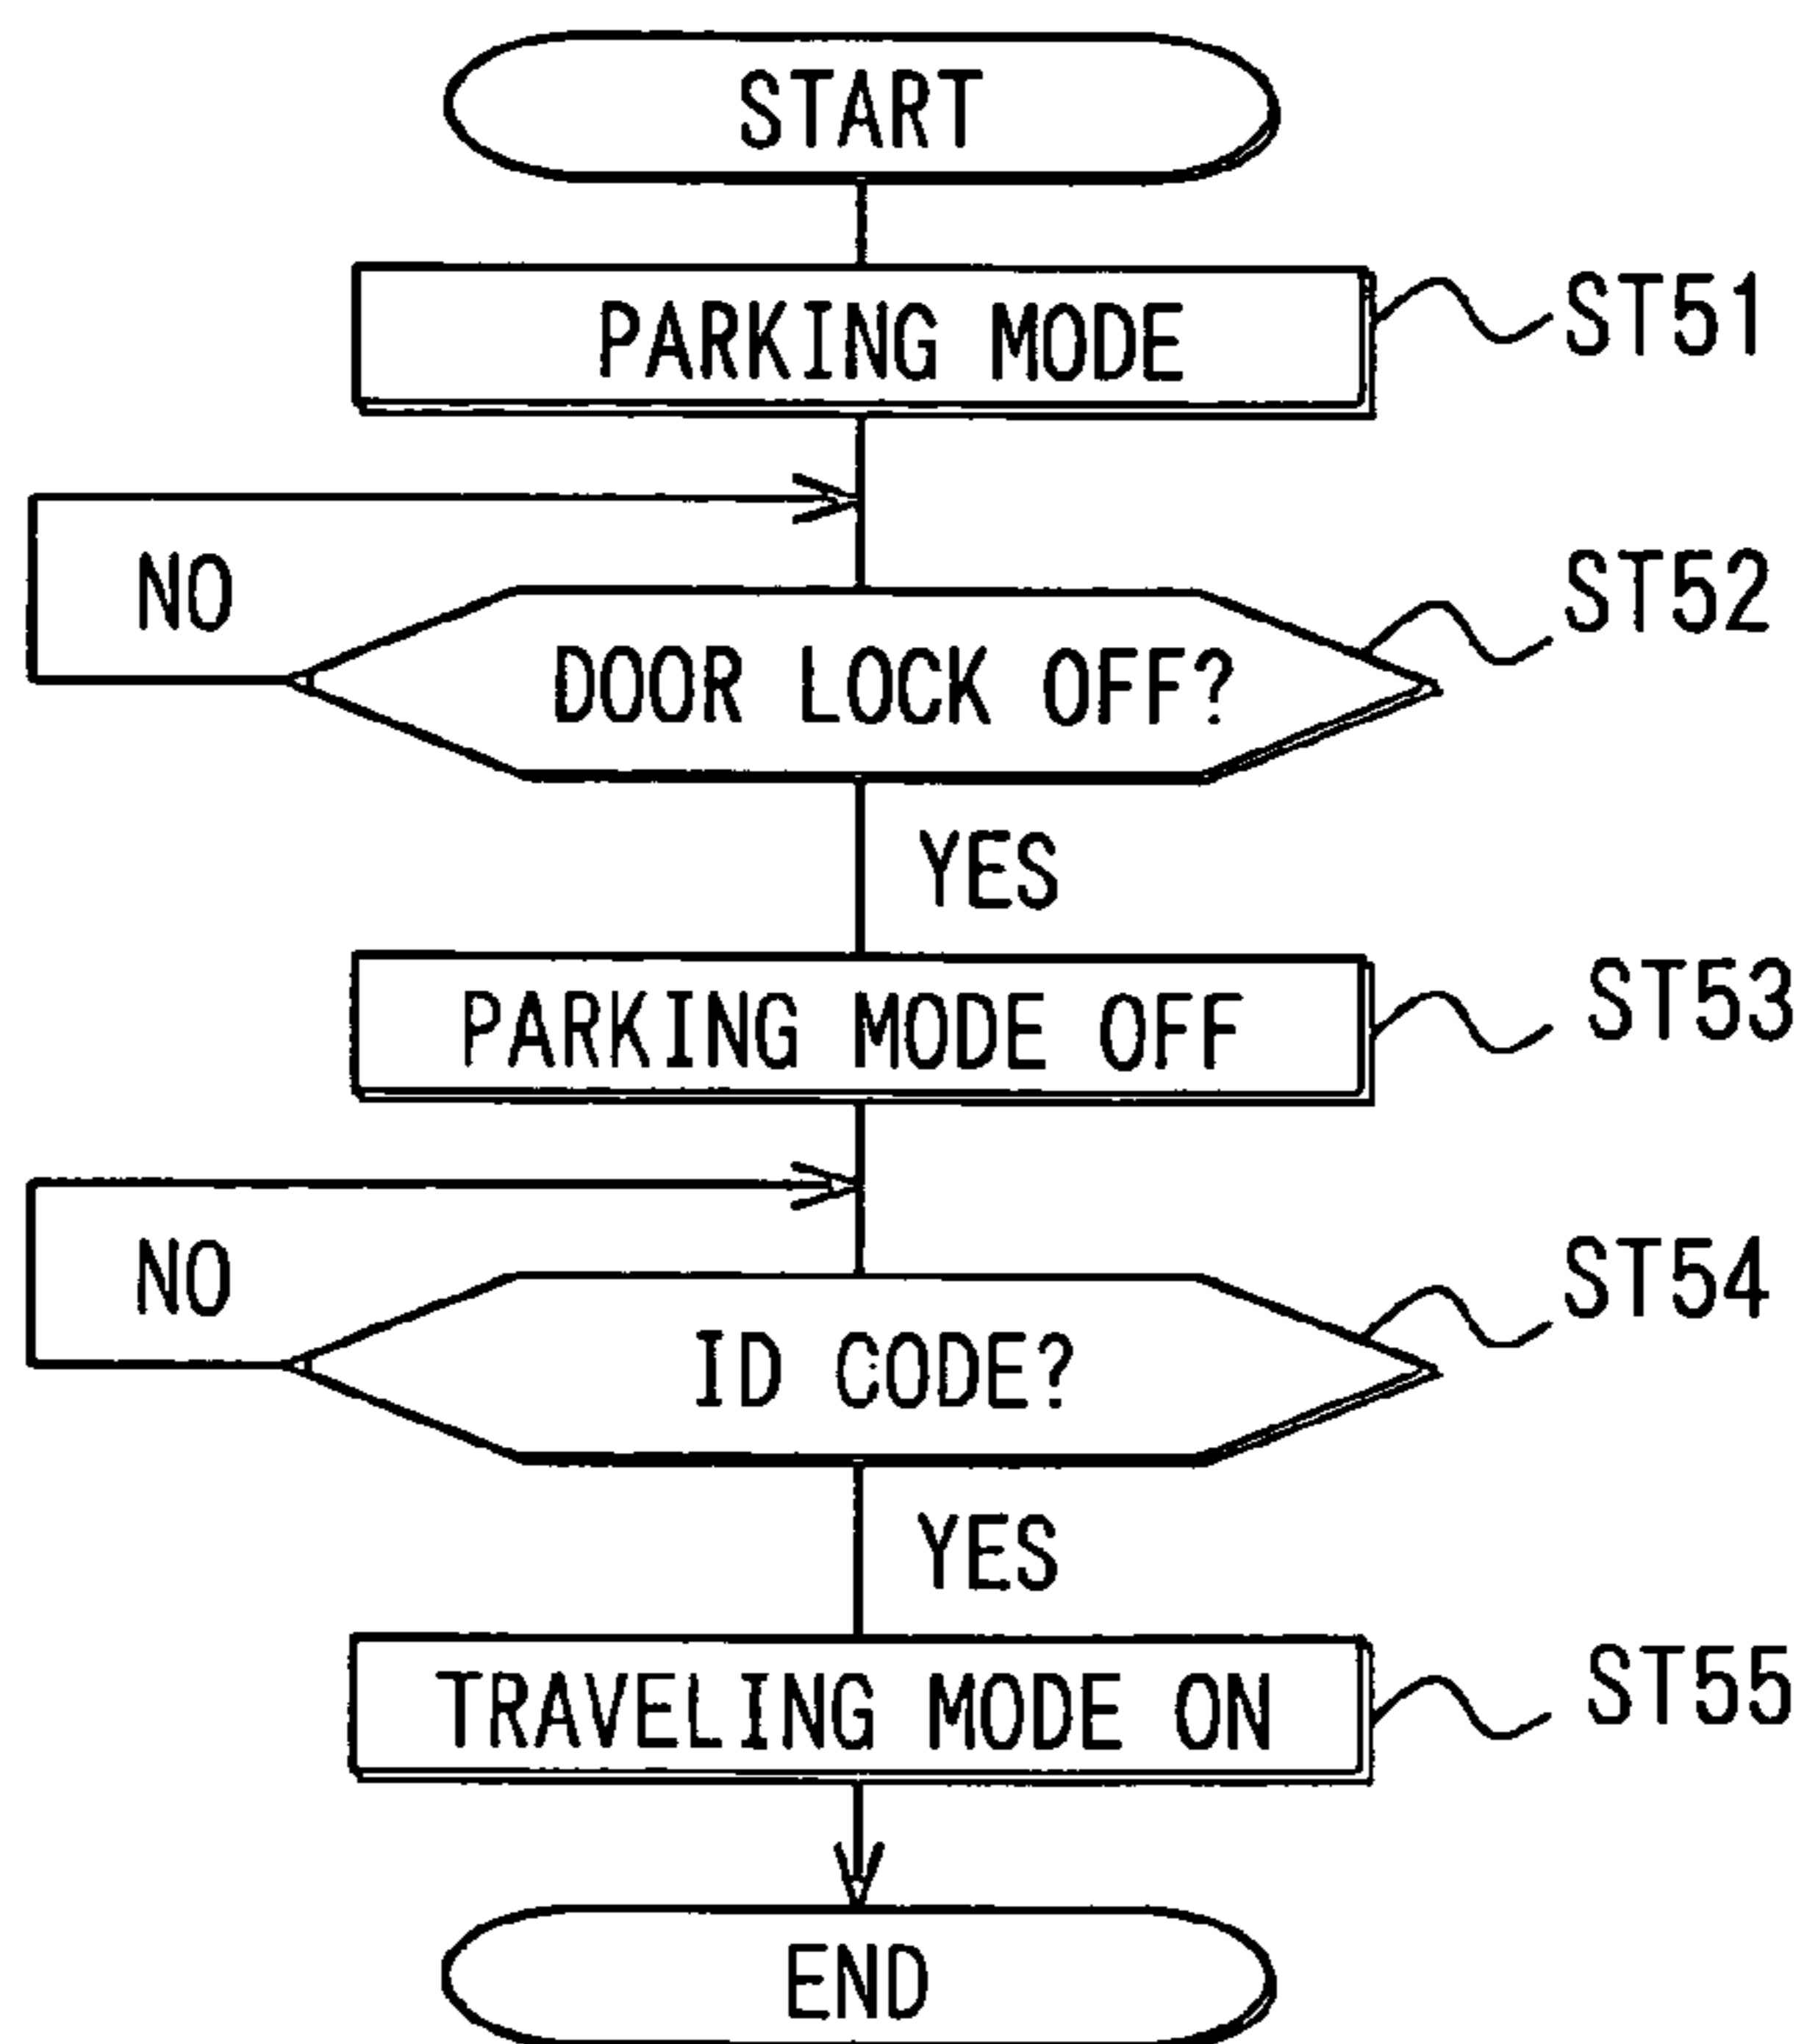 START
PARKING MODE
ST51
NO
ST52
DOOR LOCK OFF?
YES
PARKING MODE OFF
ST53
NO
ST54
ID CODE?
YES
TRAVELING MODE ON
ST55
END